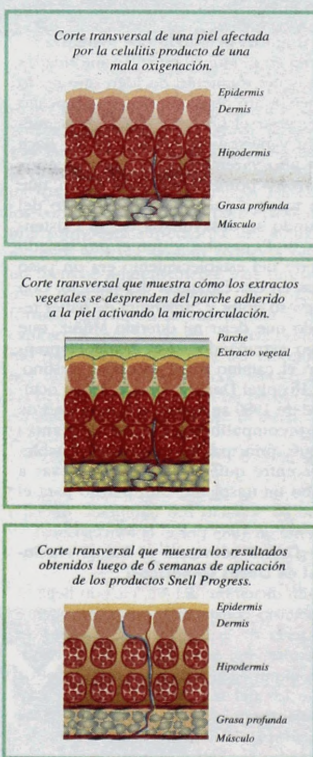 Corte transversal de una piel afectada
por la celulitis producto de una
mala oxigenación.
Epidermis
Dermis
Hipodermis
Grasa profunda
Músculo
Corte transversal que muestra cómo los extractos
vegetales se desprenden del parche adherido
a la piel activando la microcirculación.
Parche
Extracto vegetal
Corte transversal que muestra los resultados
obtenidos luego de 6 semanas de aplicación
de los productos Snell Progress.
Epidermis
Dermis
Hipodermis
Grasa profunda
Músculo